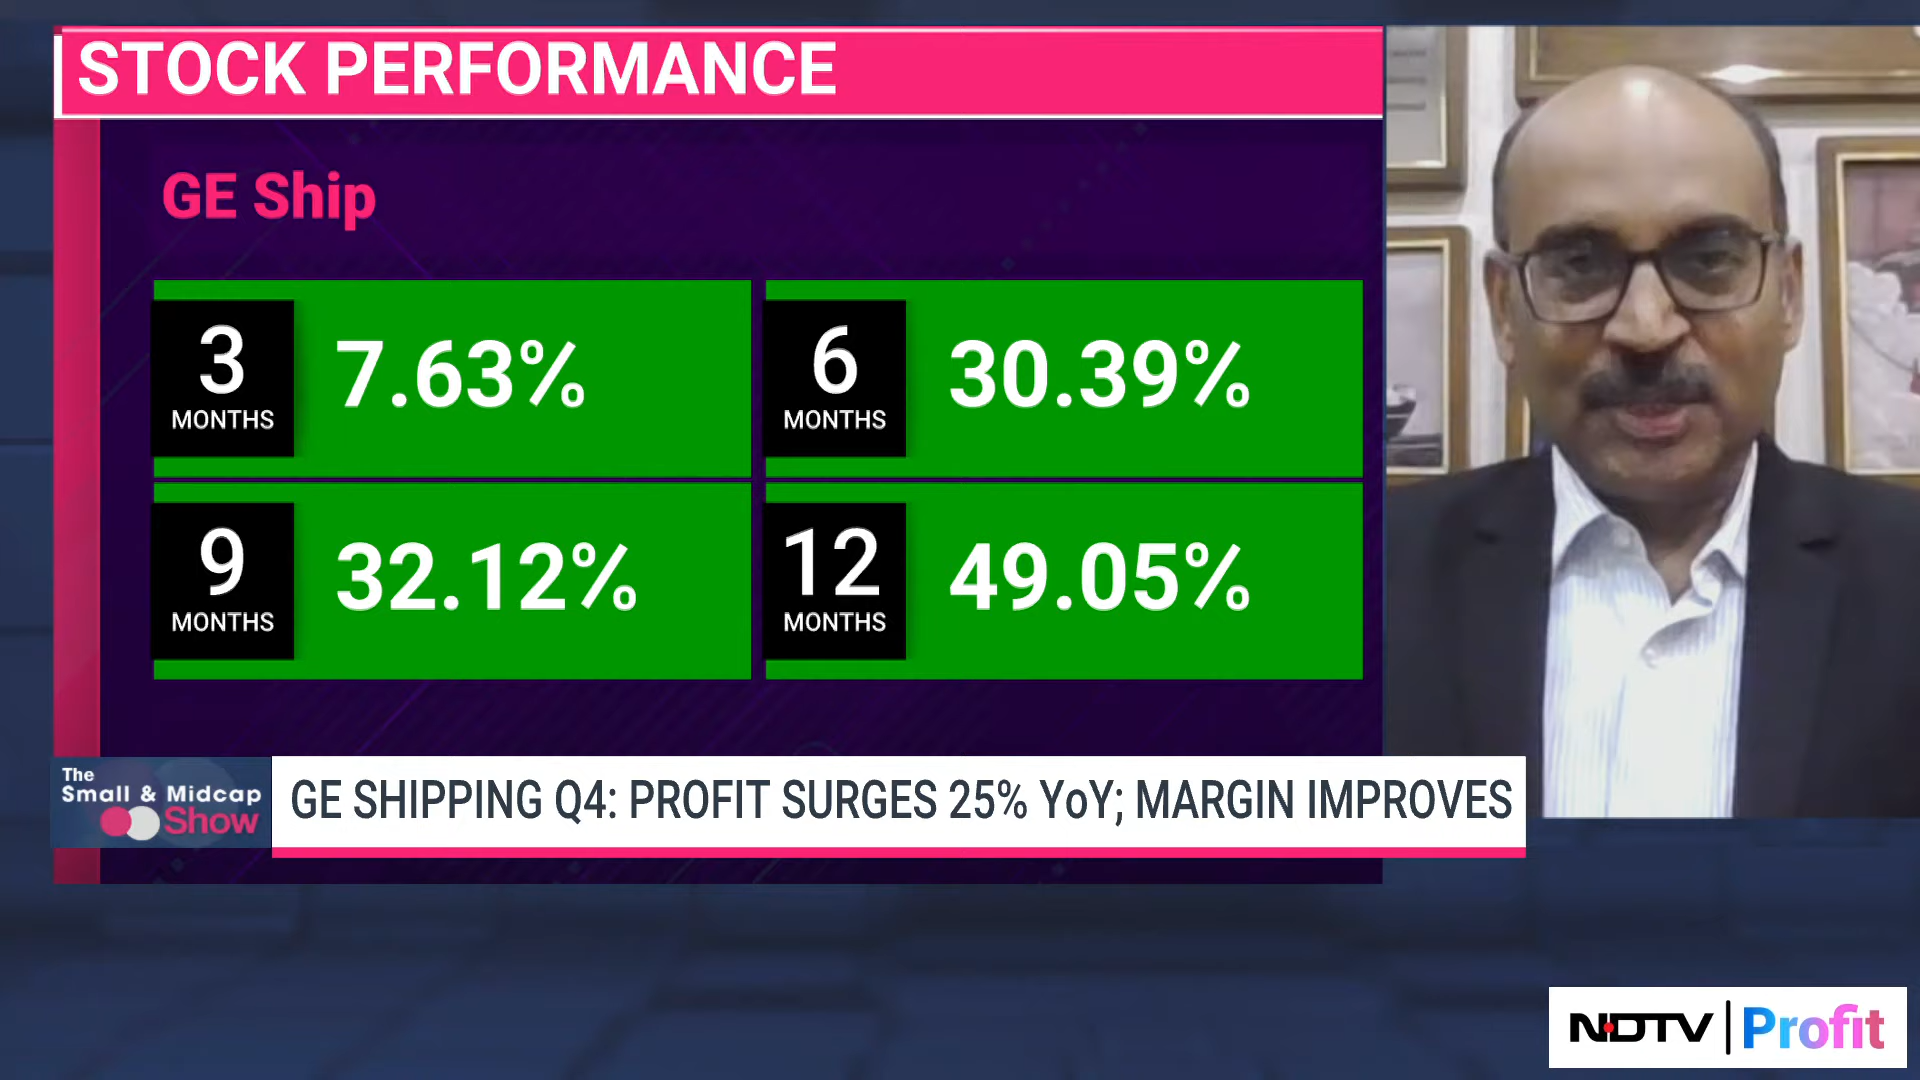 STOCK PERFORMANCE
GE Ship
3
MONTHS
7.63%
6
MONTHS
30.39%
9
MONTHS
32.12%
12
MONTHS
49.05%
The
Small & Midcap
Show
GE SHIPPING Q4: PROFIT SURGES 25% YoY; MARGIN IMPROVES
NDTV Profit